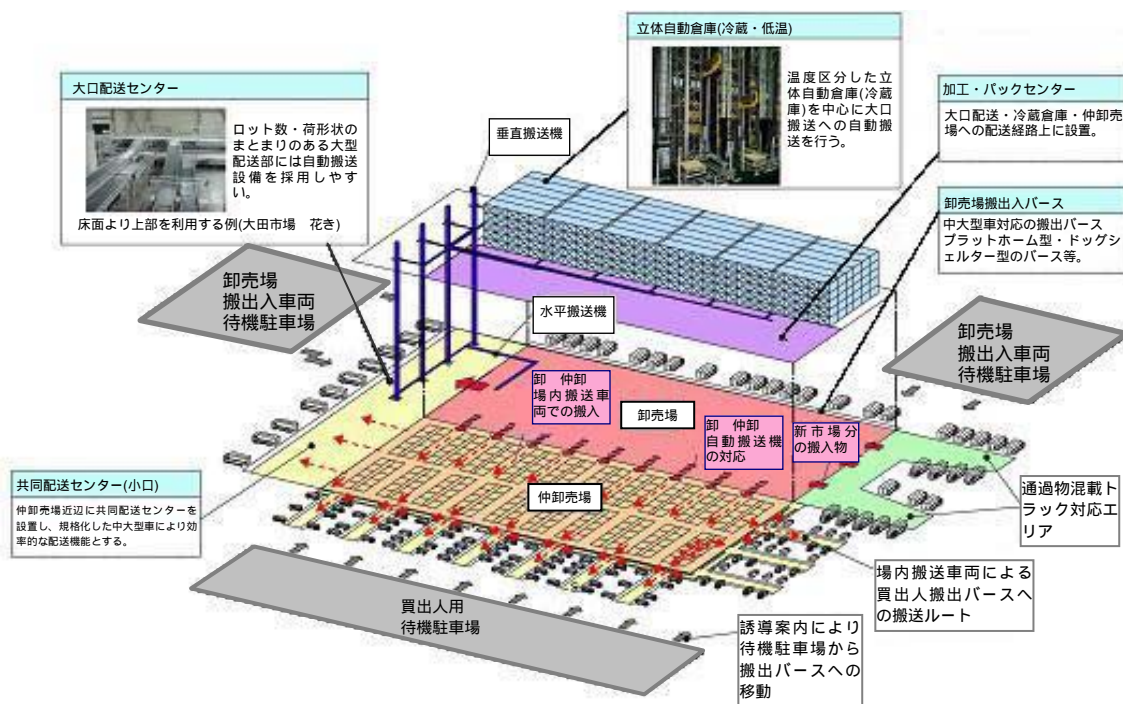 立体自動倉庫(冷蔵・低温)
温度区分した立
体自動倉庫(冷蔵
庫)を中心に大口
搬送への自動搬
送を行う。
大口配送センター
ロット数・荷形状の
まとまりのある大型
配送部には自動搬送
設備を採用しやす
い。
床面より上部を利用する例(大田市場　花き)
垂直搬送機
加工・パックセンター
大口配送・冷蔵倉庫・仲卸売
場への配送経路上に設置。
卸売場搬出入バース
中大型車対応の搬出バース
プラットホーム型・ドックシ
ェルター型のバース等。
卸売場
搬出入車両
待機駐車場
水平搬送機
卸売場
搬出入車両
待機駐車場
卸　仲卸
場内搬送車
両での搬入
卸売場
卸　仲卸
自動搬送機
の対応
新市場分
の搬入物
仲卸売場
共同配送センター(小口)
仲卸売場近辺に共同配送センターを
設置し、規格化した中大型車により効
率的な配送機能とする。
通過物混載ト
ラック対応エ
リア
場内搬送車両による
買出人搬出バースへ
の搬送ルート
買出人用
待機駐車場
誘導案内により
待機駐車場から
搬出バースへの
移動